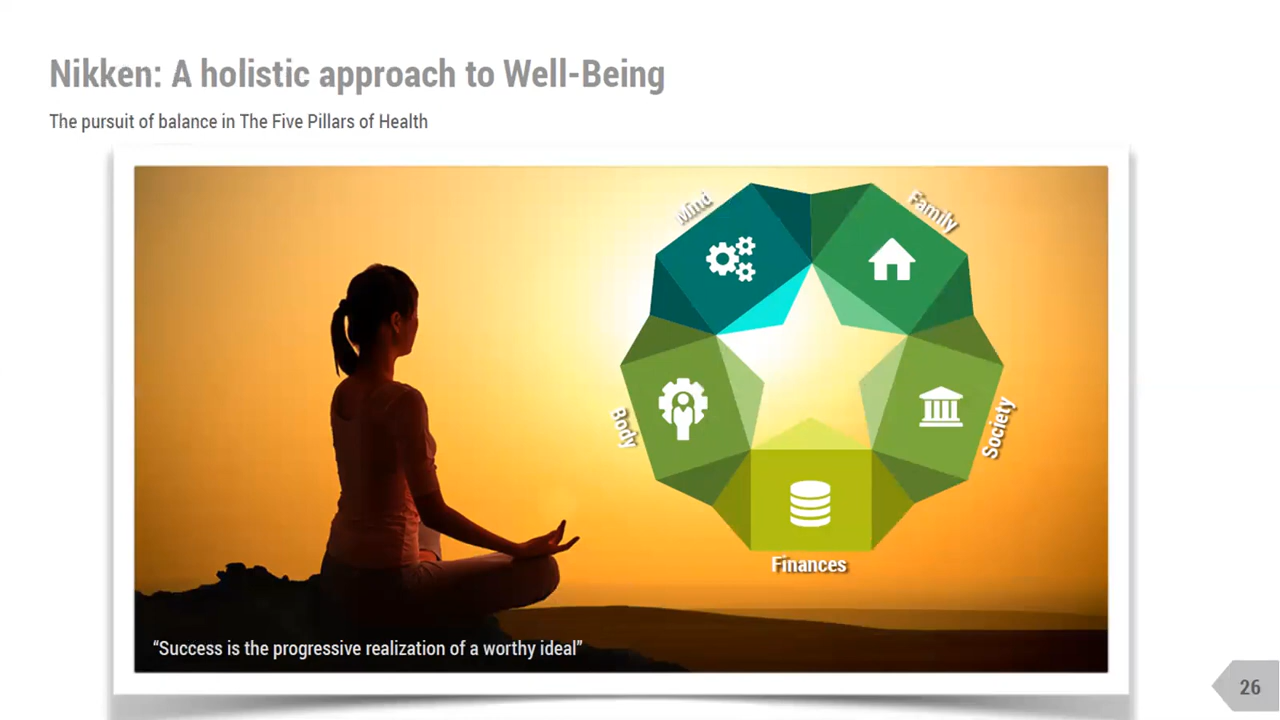 Nikken: A holistic approach to Well-Being
The pursuit of balance in The Five Pillars of Health
Mind
Family
Body
Society
Finances
“Success is the progressive realization of a worthy ideal”
26